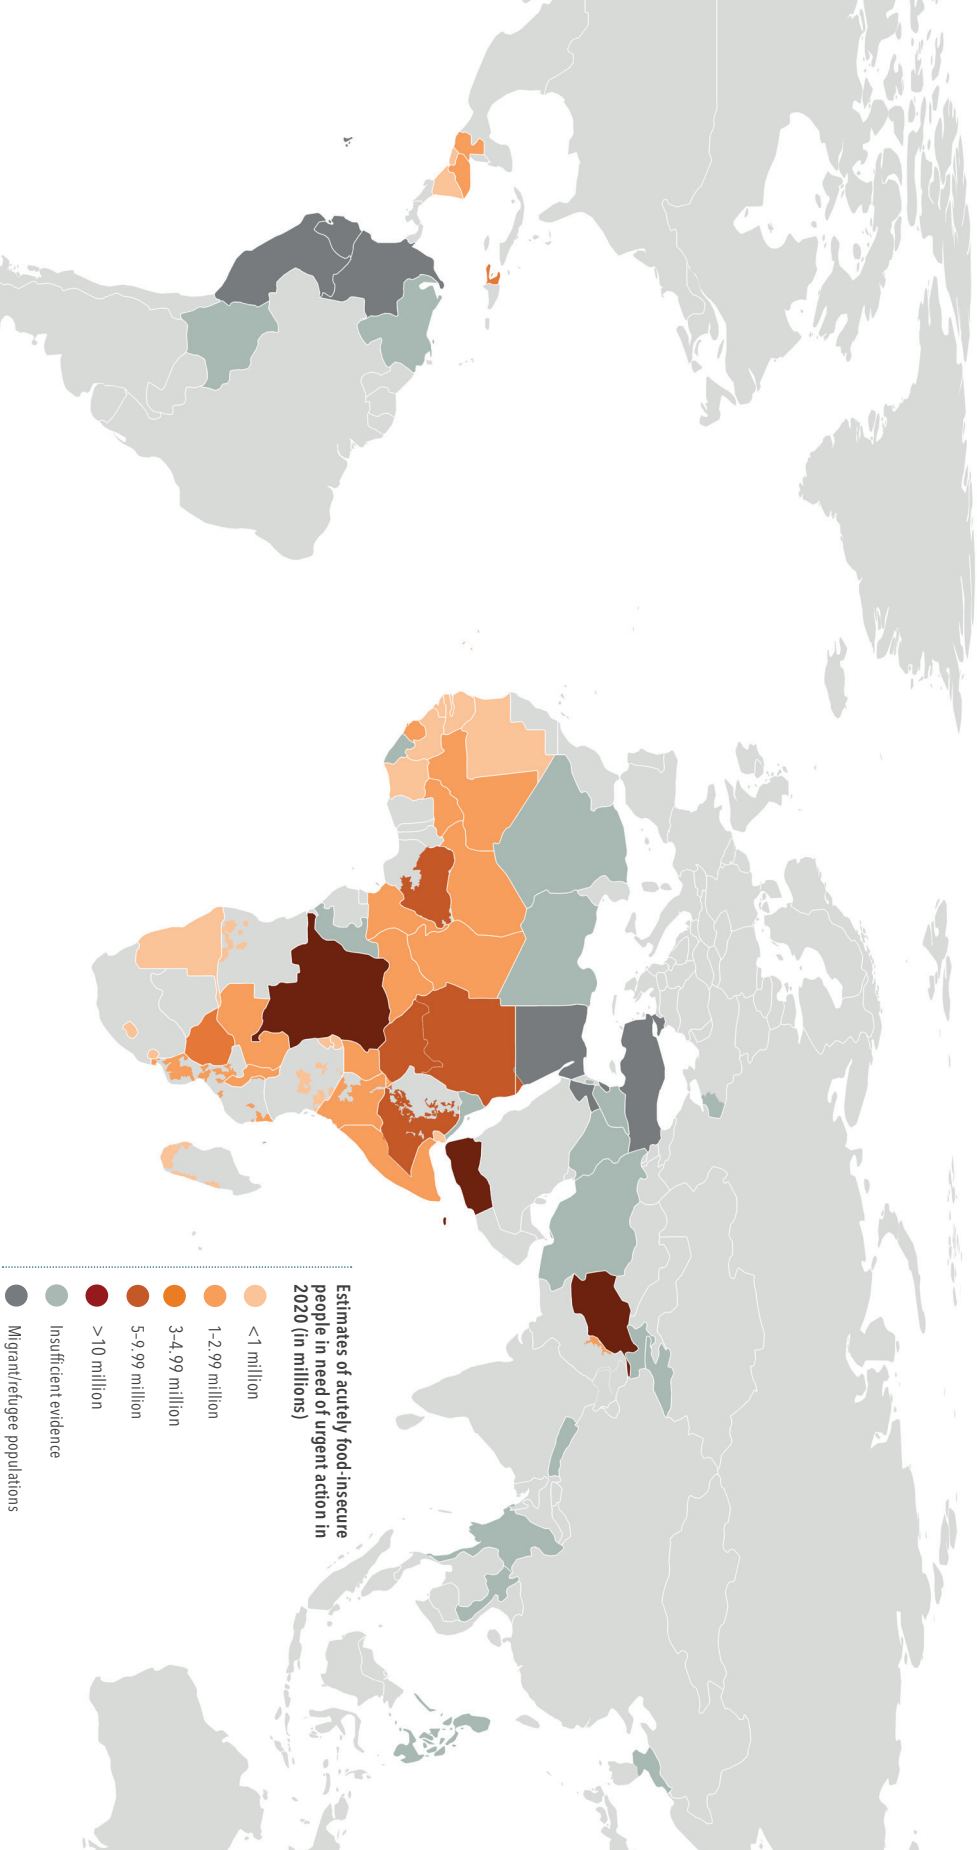 Estimates of acutely food-insecure
people in need of urgent action in
2020 (in millions)
<1 million
1-2.99 million
3-4.99 million
5-9.99 million
>10 million
Insufficient evidence
Migrant/refugee populations